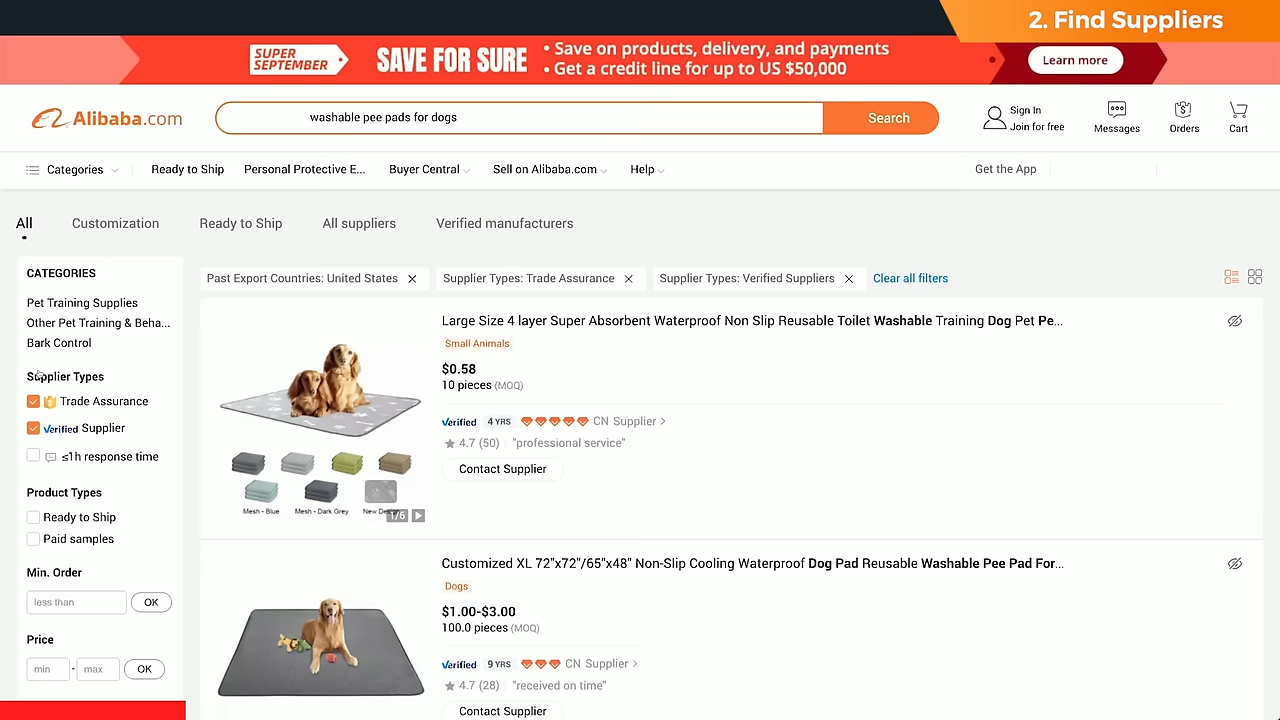 2. Find Suppliers
SUPER
SEPTEMBER
SAVE FOR SURE
• Save on products, delivery, and payments
• Get a credit line for up to US $50,000
Learn more
Alibaba.com
washable pee pads for dogs
Search
Sign In
Join for free
Messages
Orders
Cart
Categories
Ready to Ship
Personal Protective E...
Buyer Central
Sell on Alibaba.com
Help
Get the App
All
Customization
Ready to Ship
All suppliers
Verified manufacturers
CATEGORIES
Pet Training Supplies
Other Pet Training & Beha...
Bark Control
Supplier Types
Trade Assurance
Verified Supplier
≤1h response time
Product Types
Ready to Ship
Paid samples
Min. Order
less than
OK
Price
min
-
max
OK
Past Export Countries: United States
Supplier Types: Trade Assurance
Supplier Types: Verified Suppliers
Clear all filters
Large Size 4 layer Super Absorbent Waterproof Non Slip Reusable Toilet Washable Training Dog Pet Pe...
Small Animals
$0.58
10 pieces (MOQ)
Verified 4 YRS CN Supplier >
4.7 (50) "professional service"
Contact Supplier
Mesh - Blue
Mesh - Dark Grey
1/6
Customized XL 72"x72"/65"x48" Non-Slip Cooling Waterproof Dog Pad Reusable Washable Pee Pad For...
Dogs
$1.00-$3.00
100.0 pieces (MOQ)
Verified 9 YRS CN Supplier >
4.7 (28) "received on time"
Contact Supplier